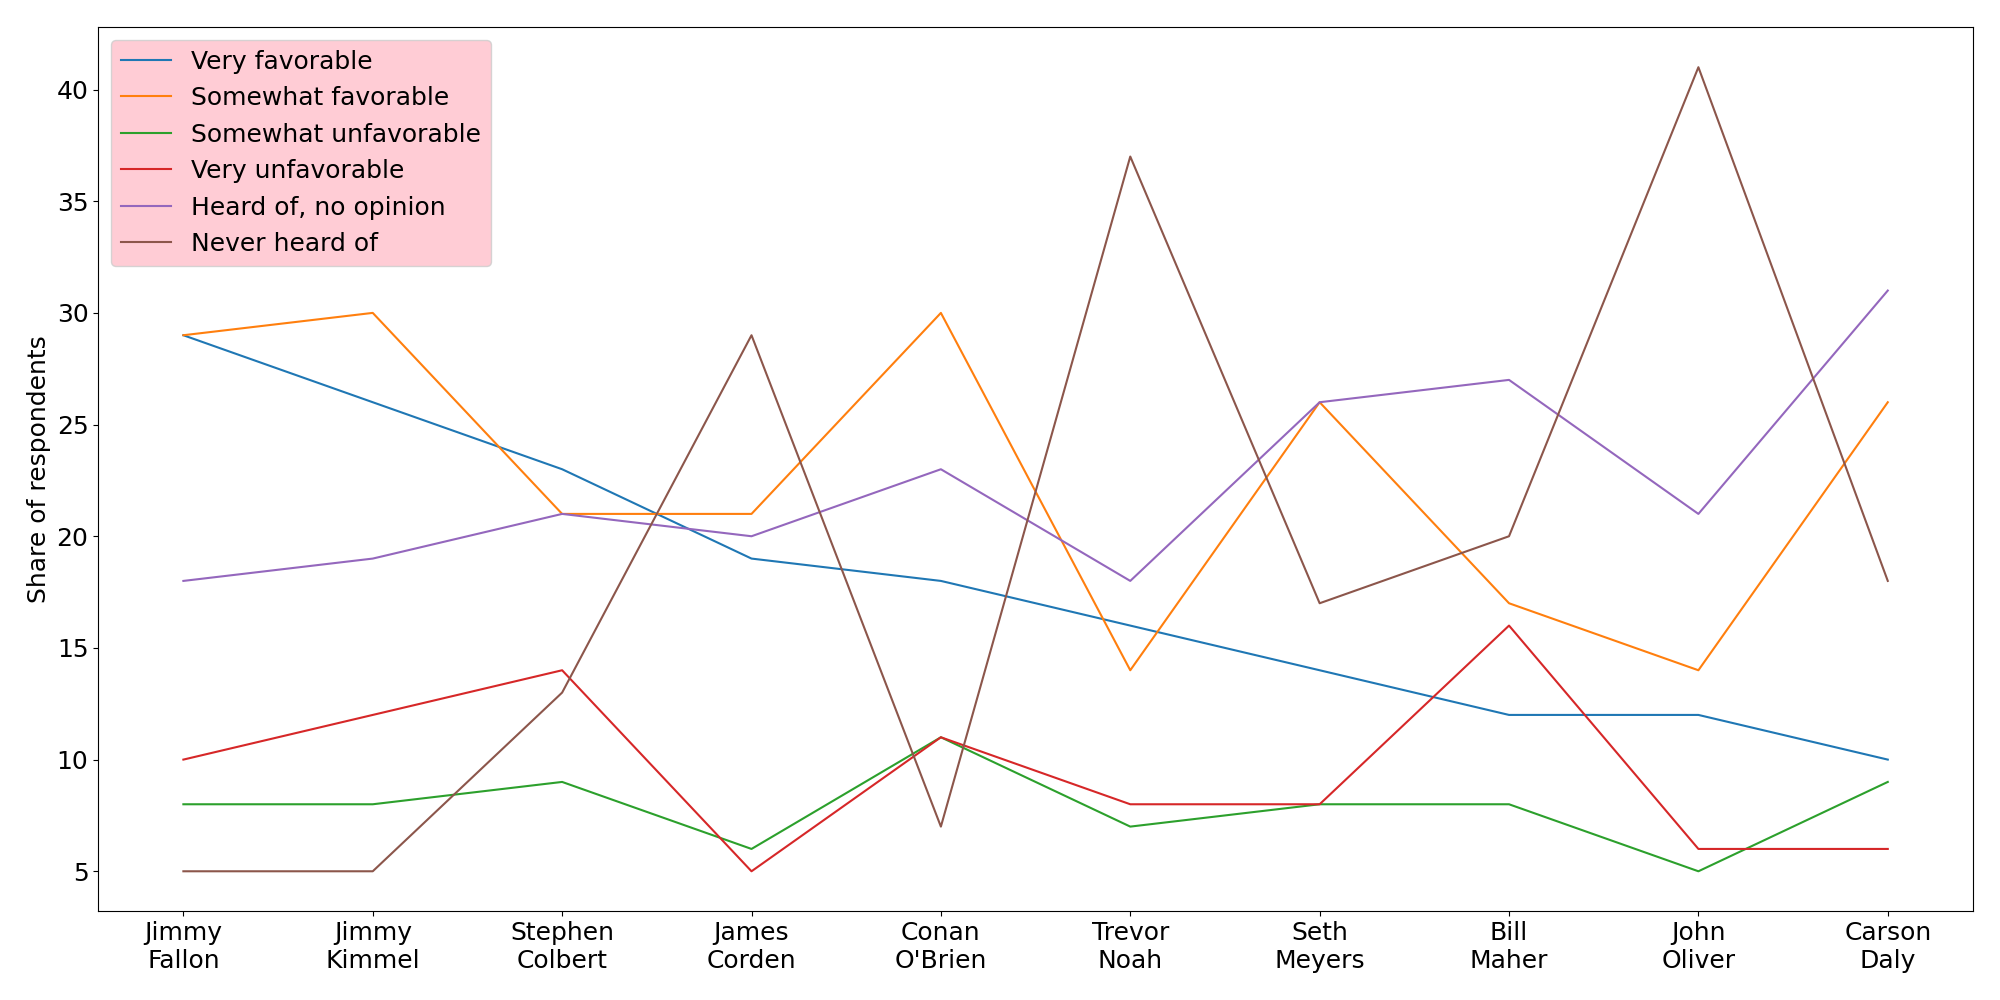 Very favorable
Somewhat favorable
Somewhat unfavorable
Very unfavorable
Heard of, no opinion
Never heard of
Share of respondents
40
35
30
25
20
15
10
5
Jimmy
Fallon
Jimmy
Kimmel
Stephen
Colbert
James
Corden
Conan
O'Brien
Trevor
Noah
Seth
Meyers
Bill
Maher
John
Oliver
Carson
Daly